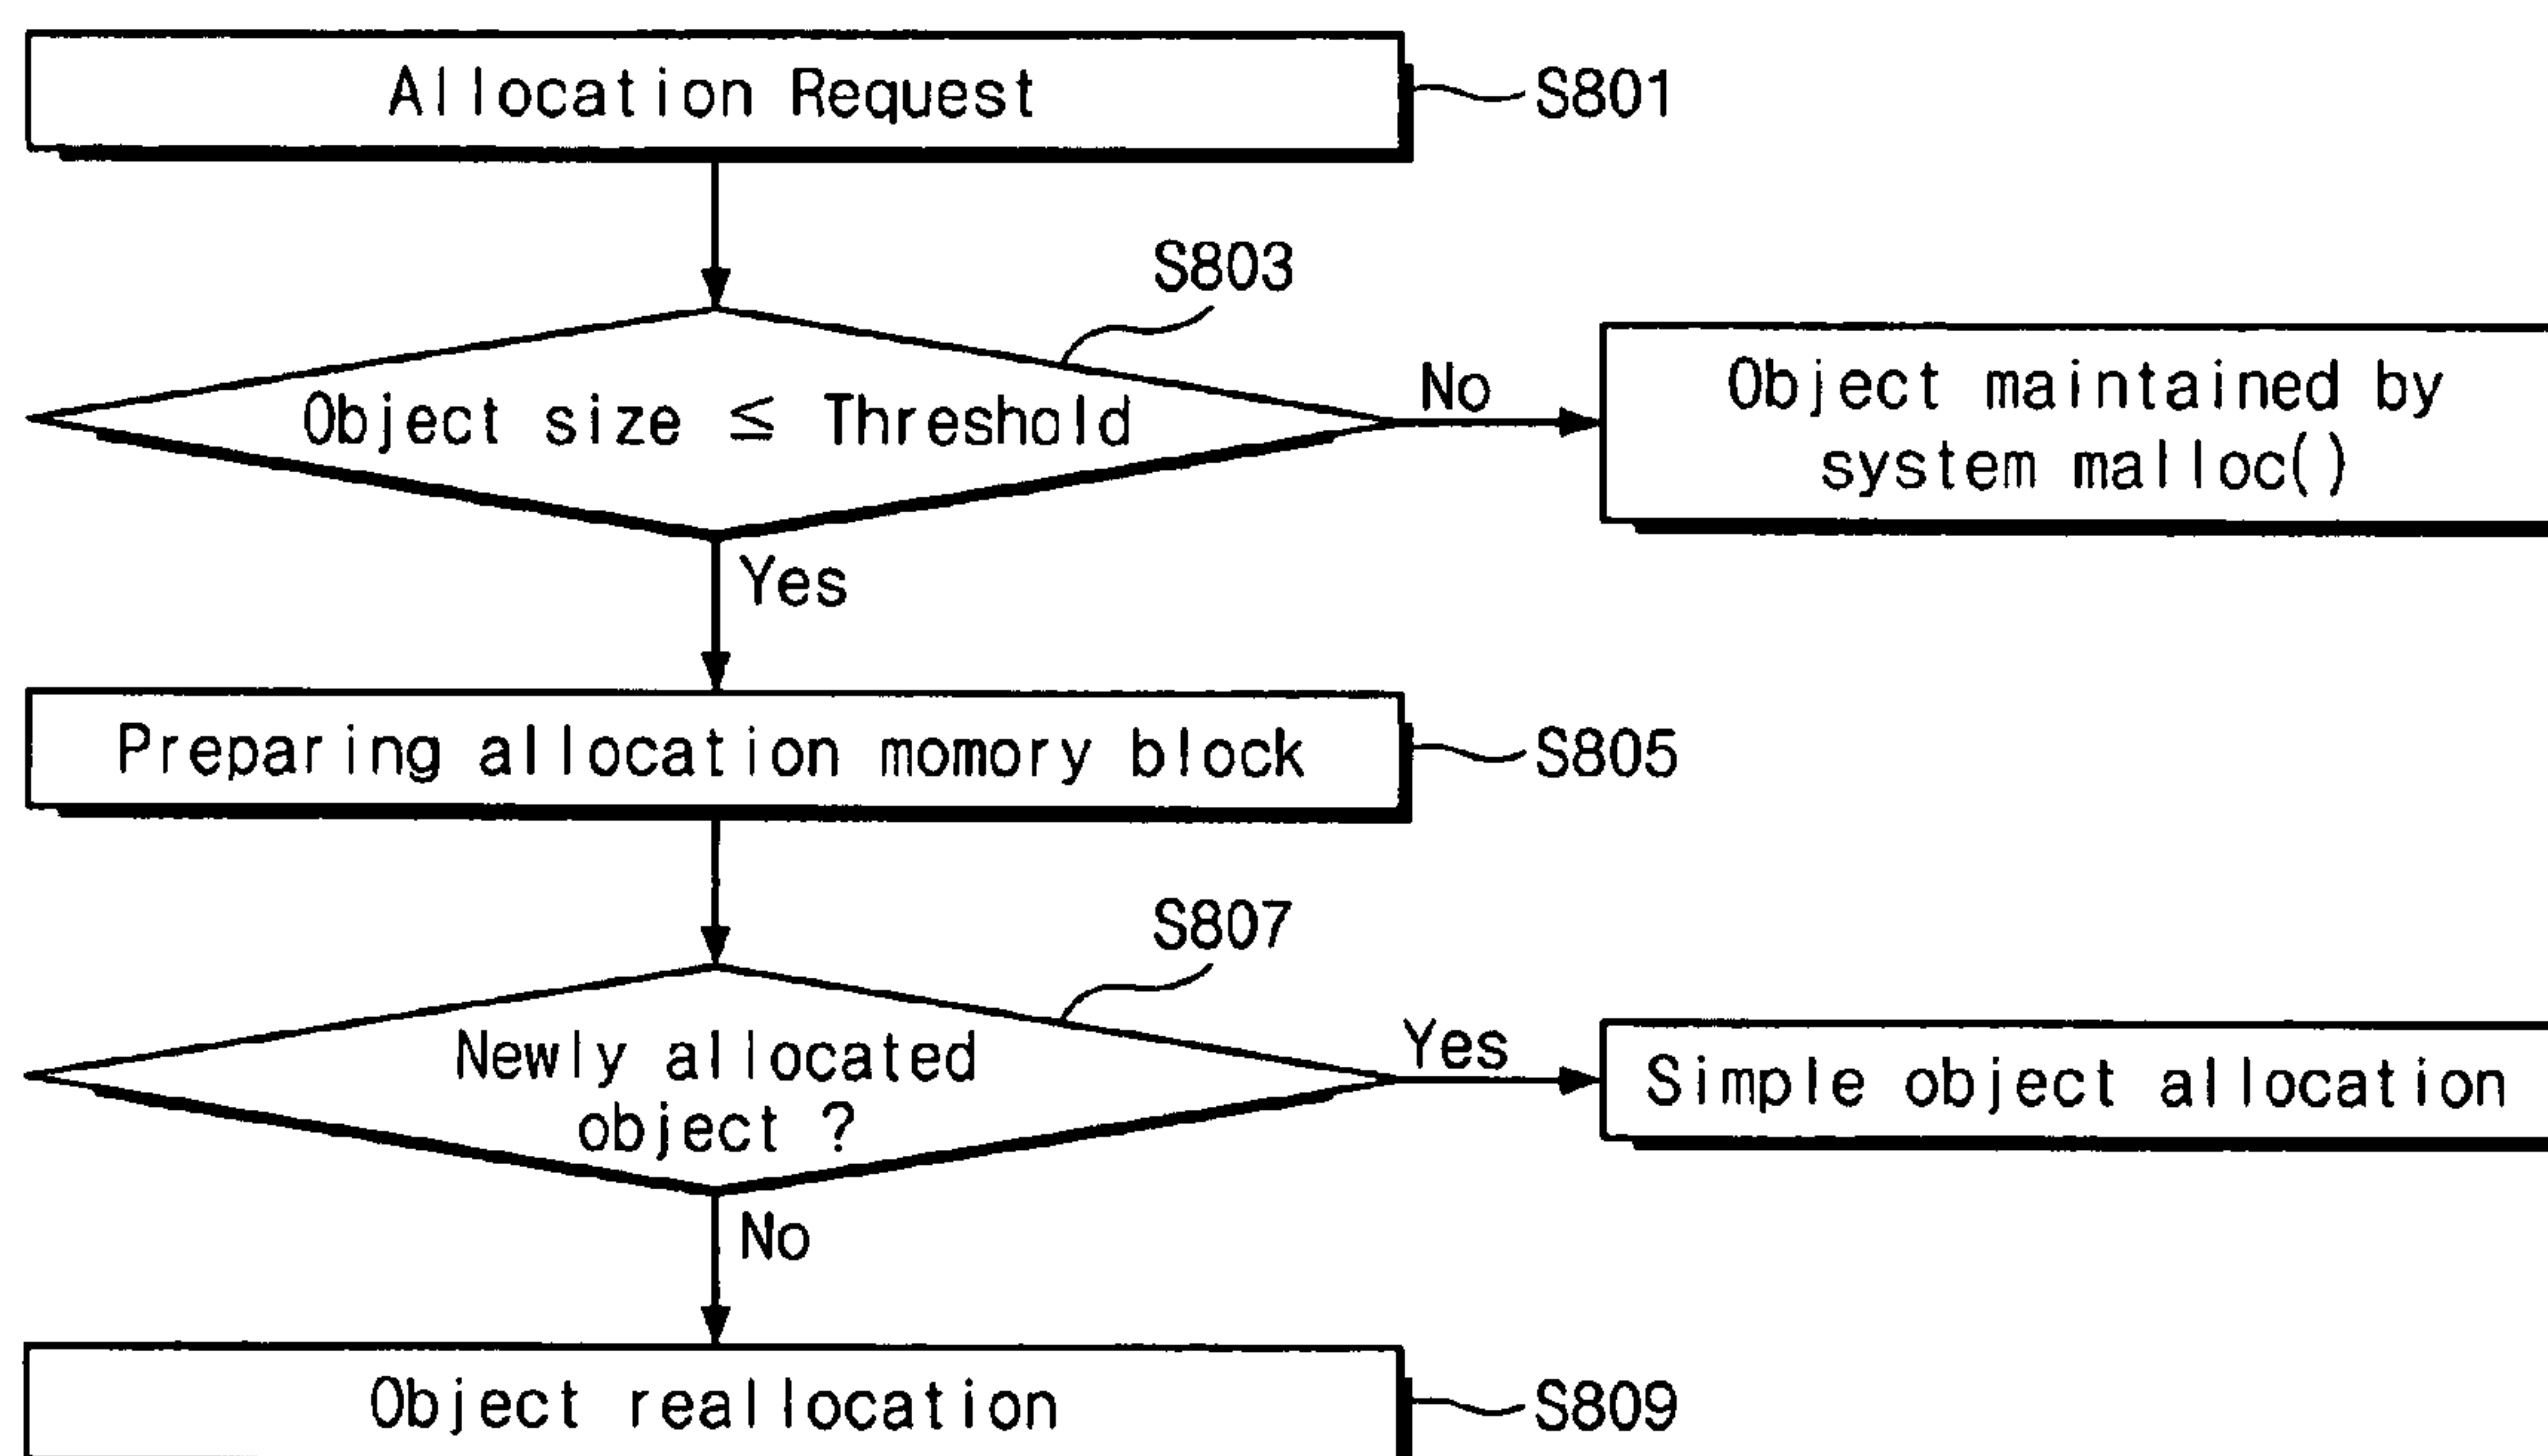 Allocation Request
S801
S803
Object size ≦ Threshold
No
Object maintained by
system malloc()
Yes
Preparing allocation momory block
S805
S807
Newly allocated
object ?
Yes
Simple object allocation
No
Object reallocation
S809